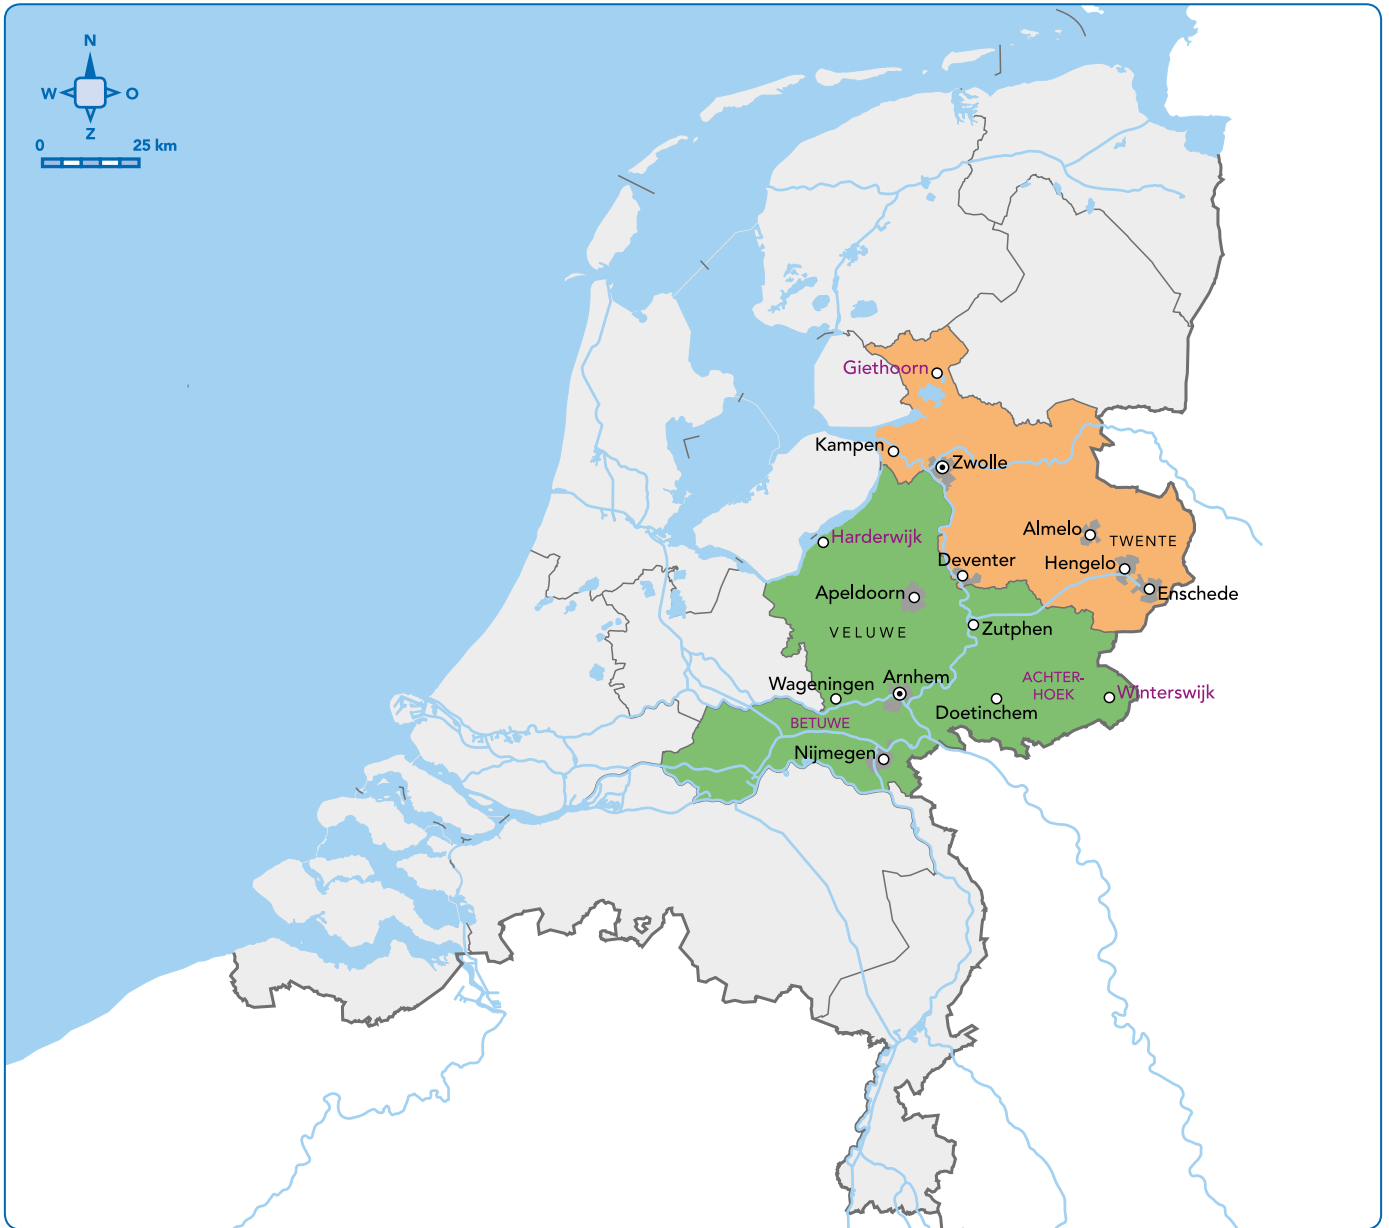 N
W
O
Z
0
25 km
Giethoorn
Kampen
Zwolle
Almelo
TWENTE
Harderwijk
Deventer
Hengelo
Enschede
Apeldoorn
VELUWE
Zutphen
Wageningen
Arnhem
ACHTER-
HOEK
Winterswijk
Doetinchem
BETUWE
Nijmegen